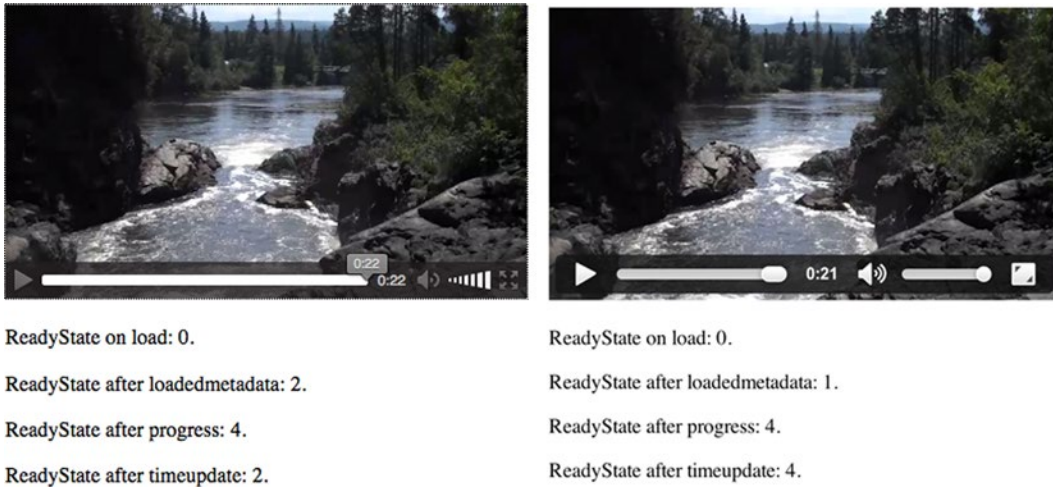 0:22
0:22
ReadyState on load: 0.
ReadyState after loadedmetadata: 2.
ReadyState after progress: 4.
ReadyState after timeupdate: 2.
0:21
ReadyState on load: 0.
ReadyState after loadedmetadata: 1.
ReadyState after progress: 4.
ReadyState after timeupdate: 4.